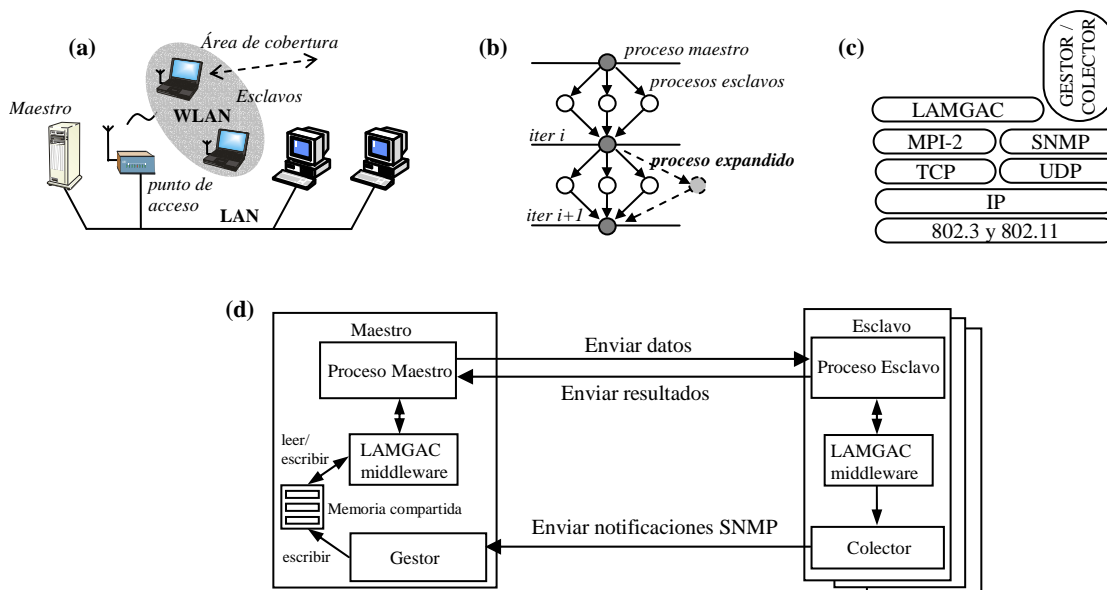 (a)
Área de cobertura
Esclavos
Maestro
WLAN
punto de
acceso
LAN
(b)
proceso maestro
procesos esclavos
iter i
proceso expandido
iter i+1
(c)
GESTOR /
COLECTOR
LAMGAC
MPI-2
SNMP
TCP
UDP
IP
802.3 y 802.11
(d)
Maestro
Proceso Maestro
leer/
escribir
LAMGAC
middleware
Memoria compartida
escribir
Gestor
Enviar datos
Enviar resultados
Enviar notificaciones SNMP
Esclavo
Proceso Esclavo
LAMGAC
middleware
Colector